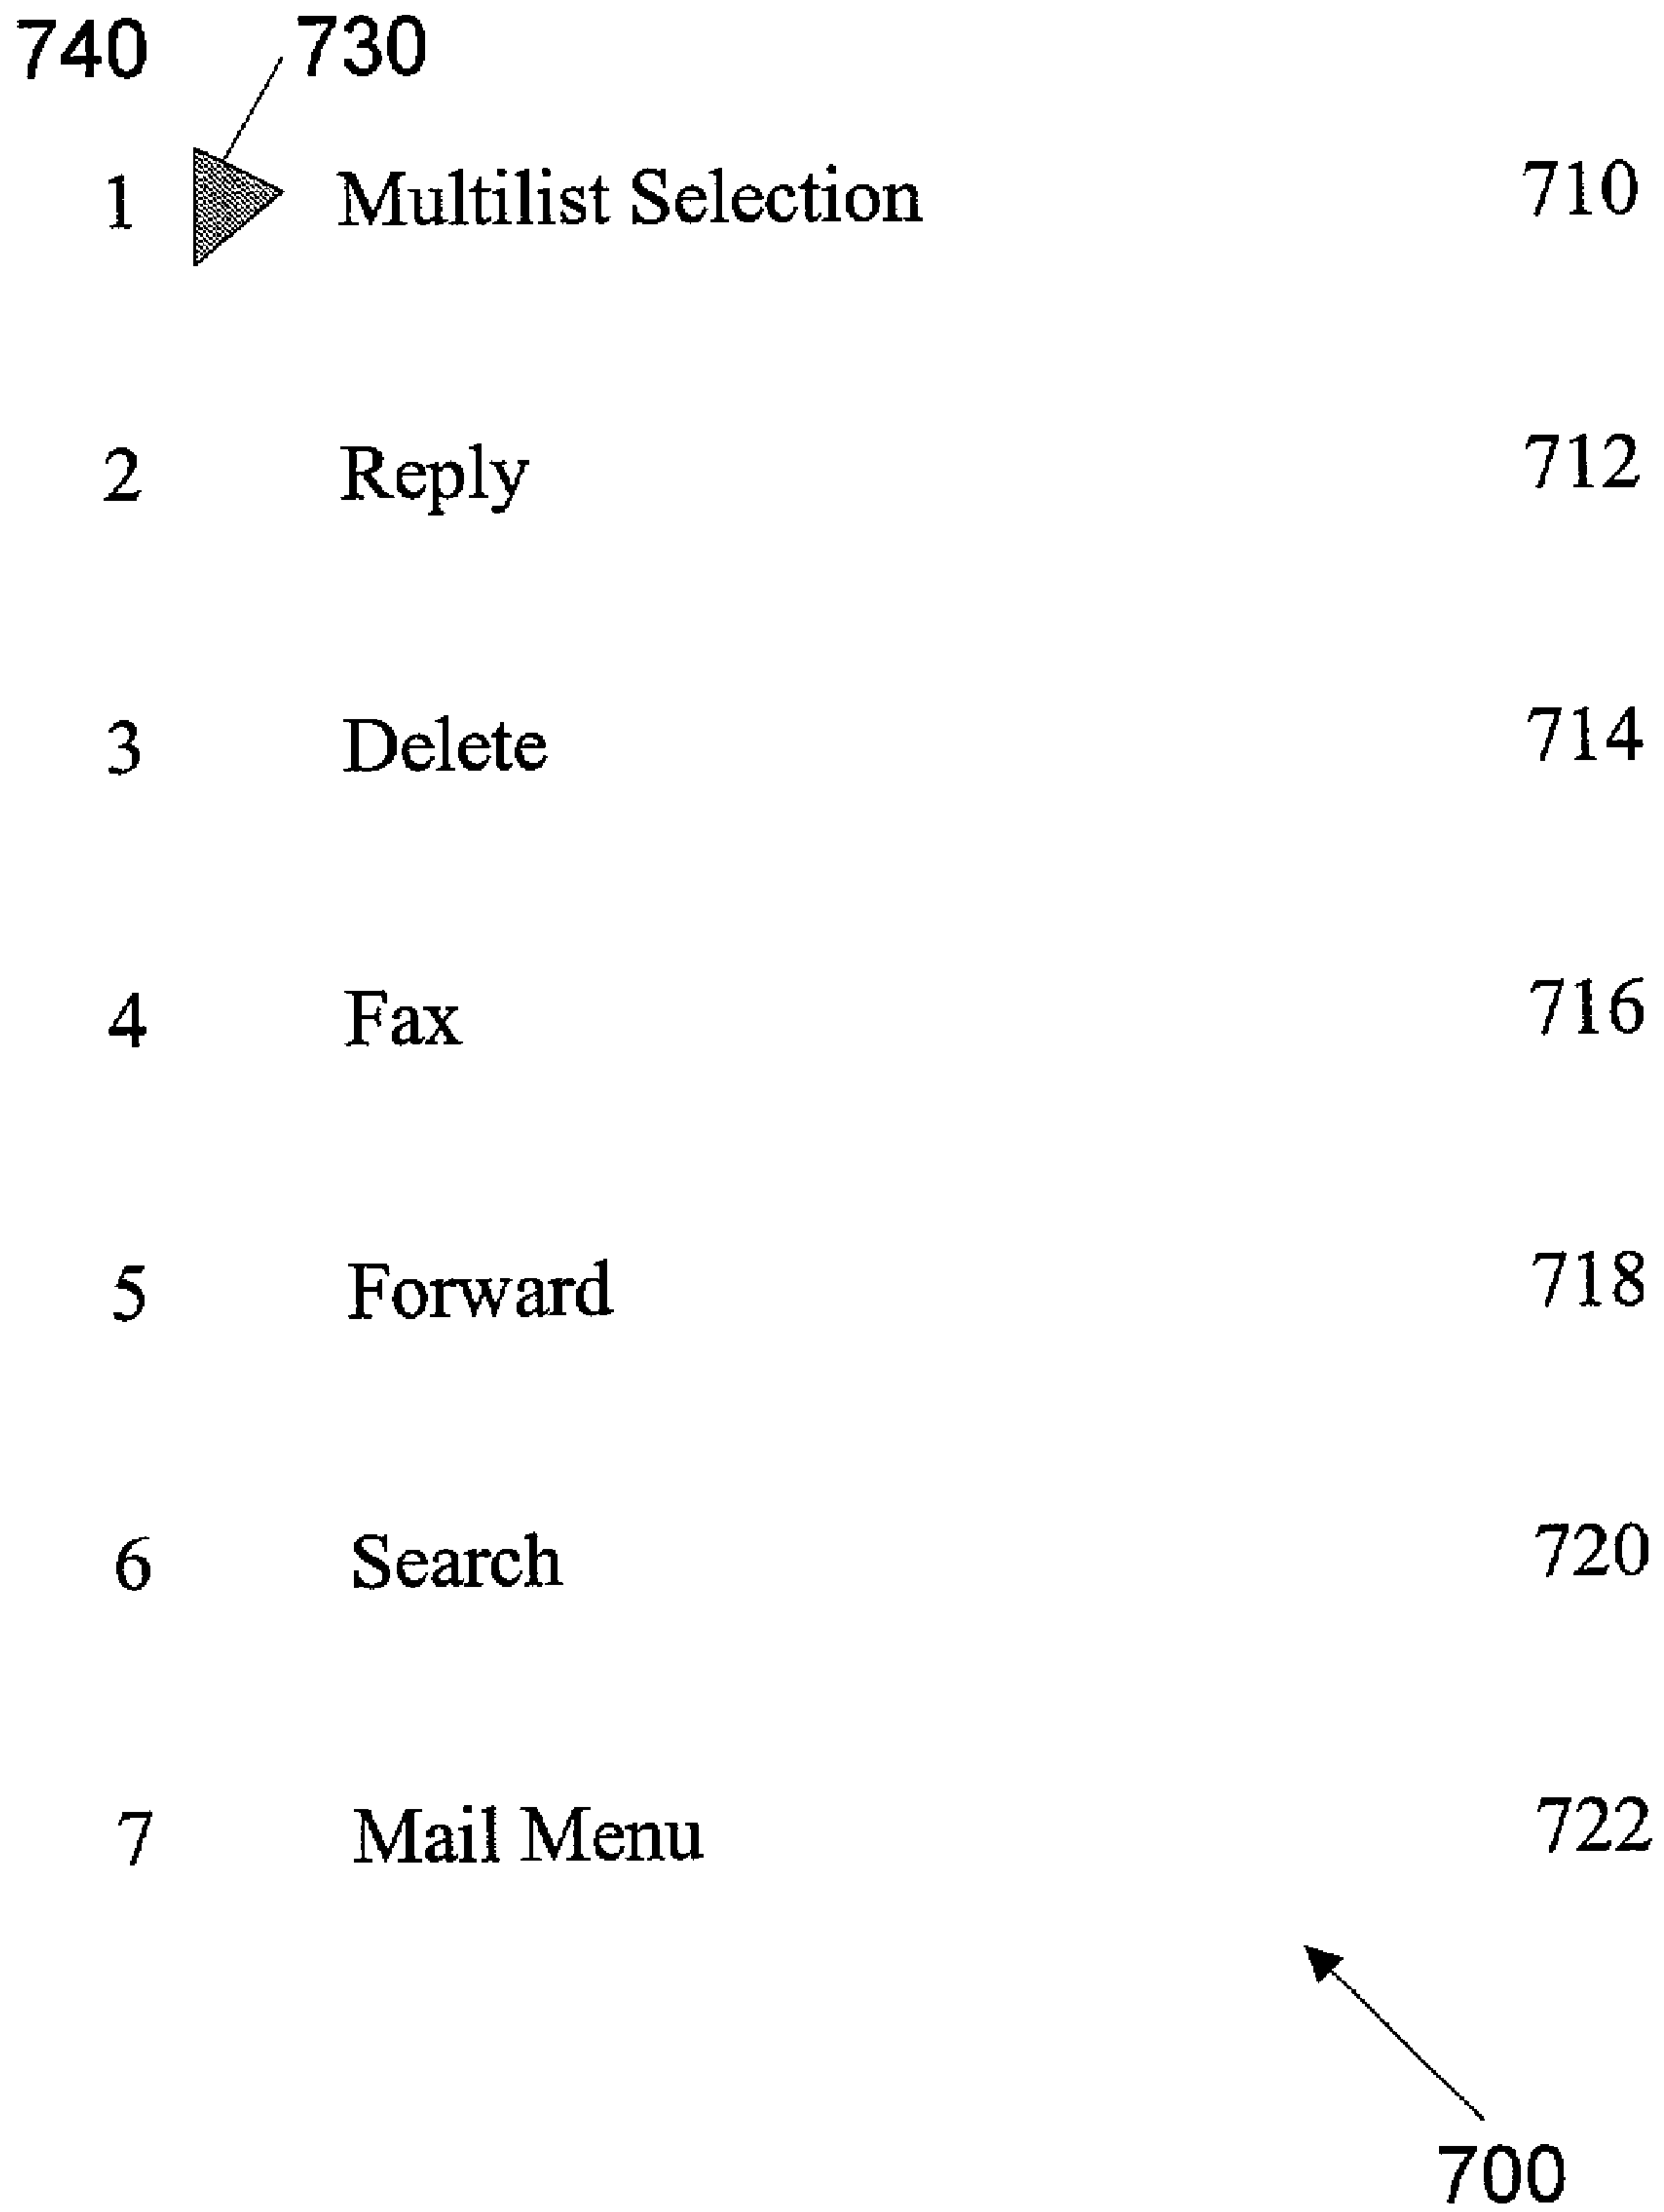 740 730
1 Multilist Selection 710
2 Reply 712
3 Delete 714
4 Fax 716
5 Forward 718
6 Search 720
7 Mail Menu 722
700